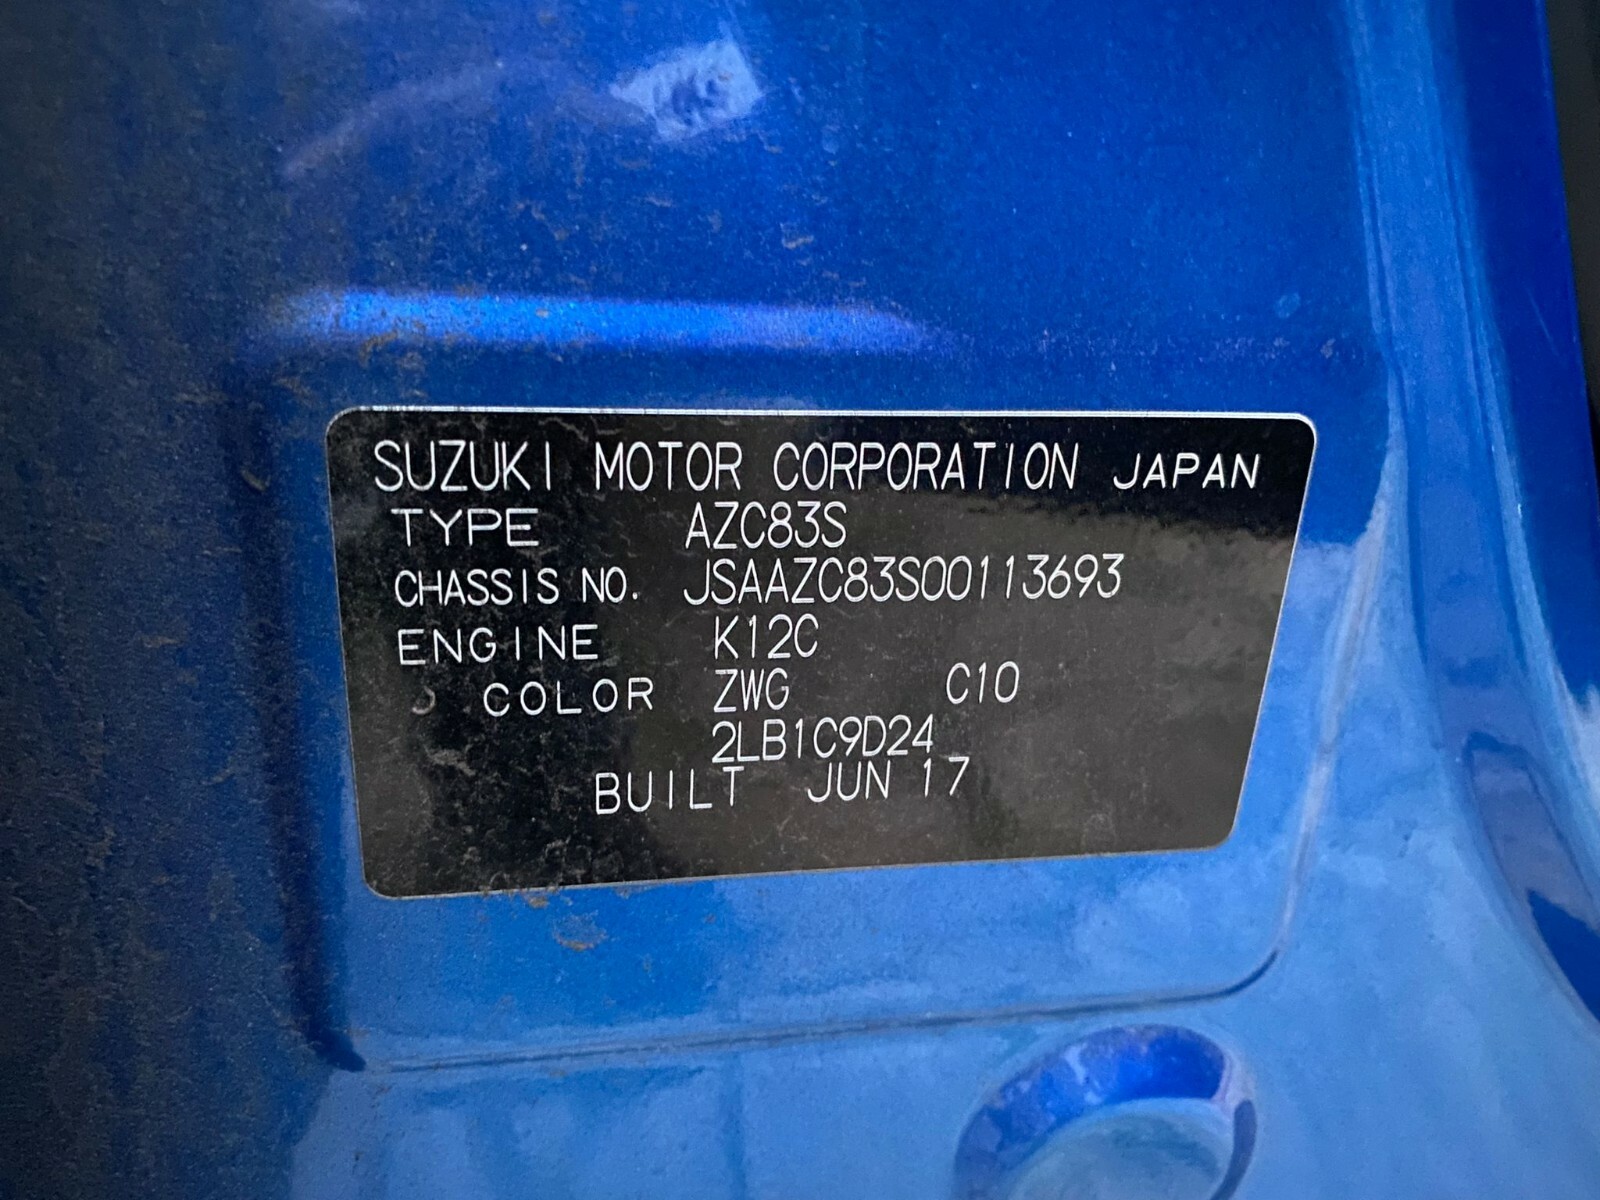 SUZUKI MOTOR CORPORATION JAPAN
TYPE AZC83S
CHASSIS NO. JSAAZC83S00113693
ENGINE K12C
COLOR ZWG C10
2LB1C9D24
BUILT JUN 17